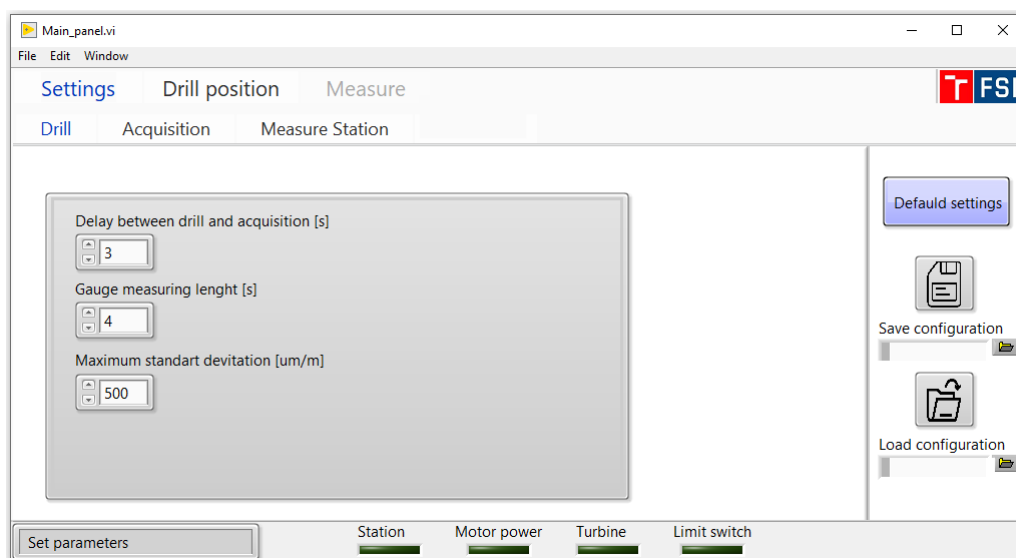 Main_panel.vi
File Edit Window
Settings Drill position Measure
T FSI
Drill Acquisition Measure Station
Delay between drill and acquisition [s]
3
Gauge measuring lenght [s]
4
Maximum standart devitation [um/m]
500
Defauld settings
Save configuration
Load configuration
Set parameters
Station Motor power Turbine Limit switch